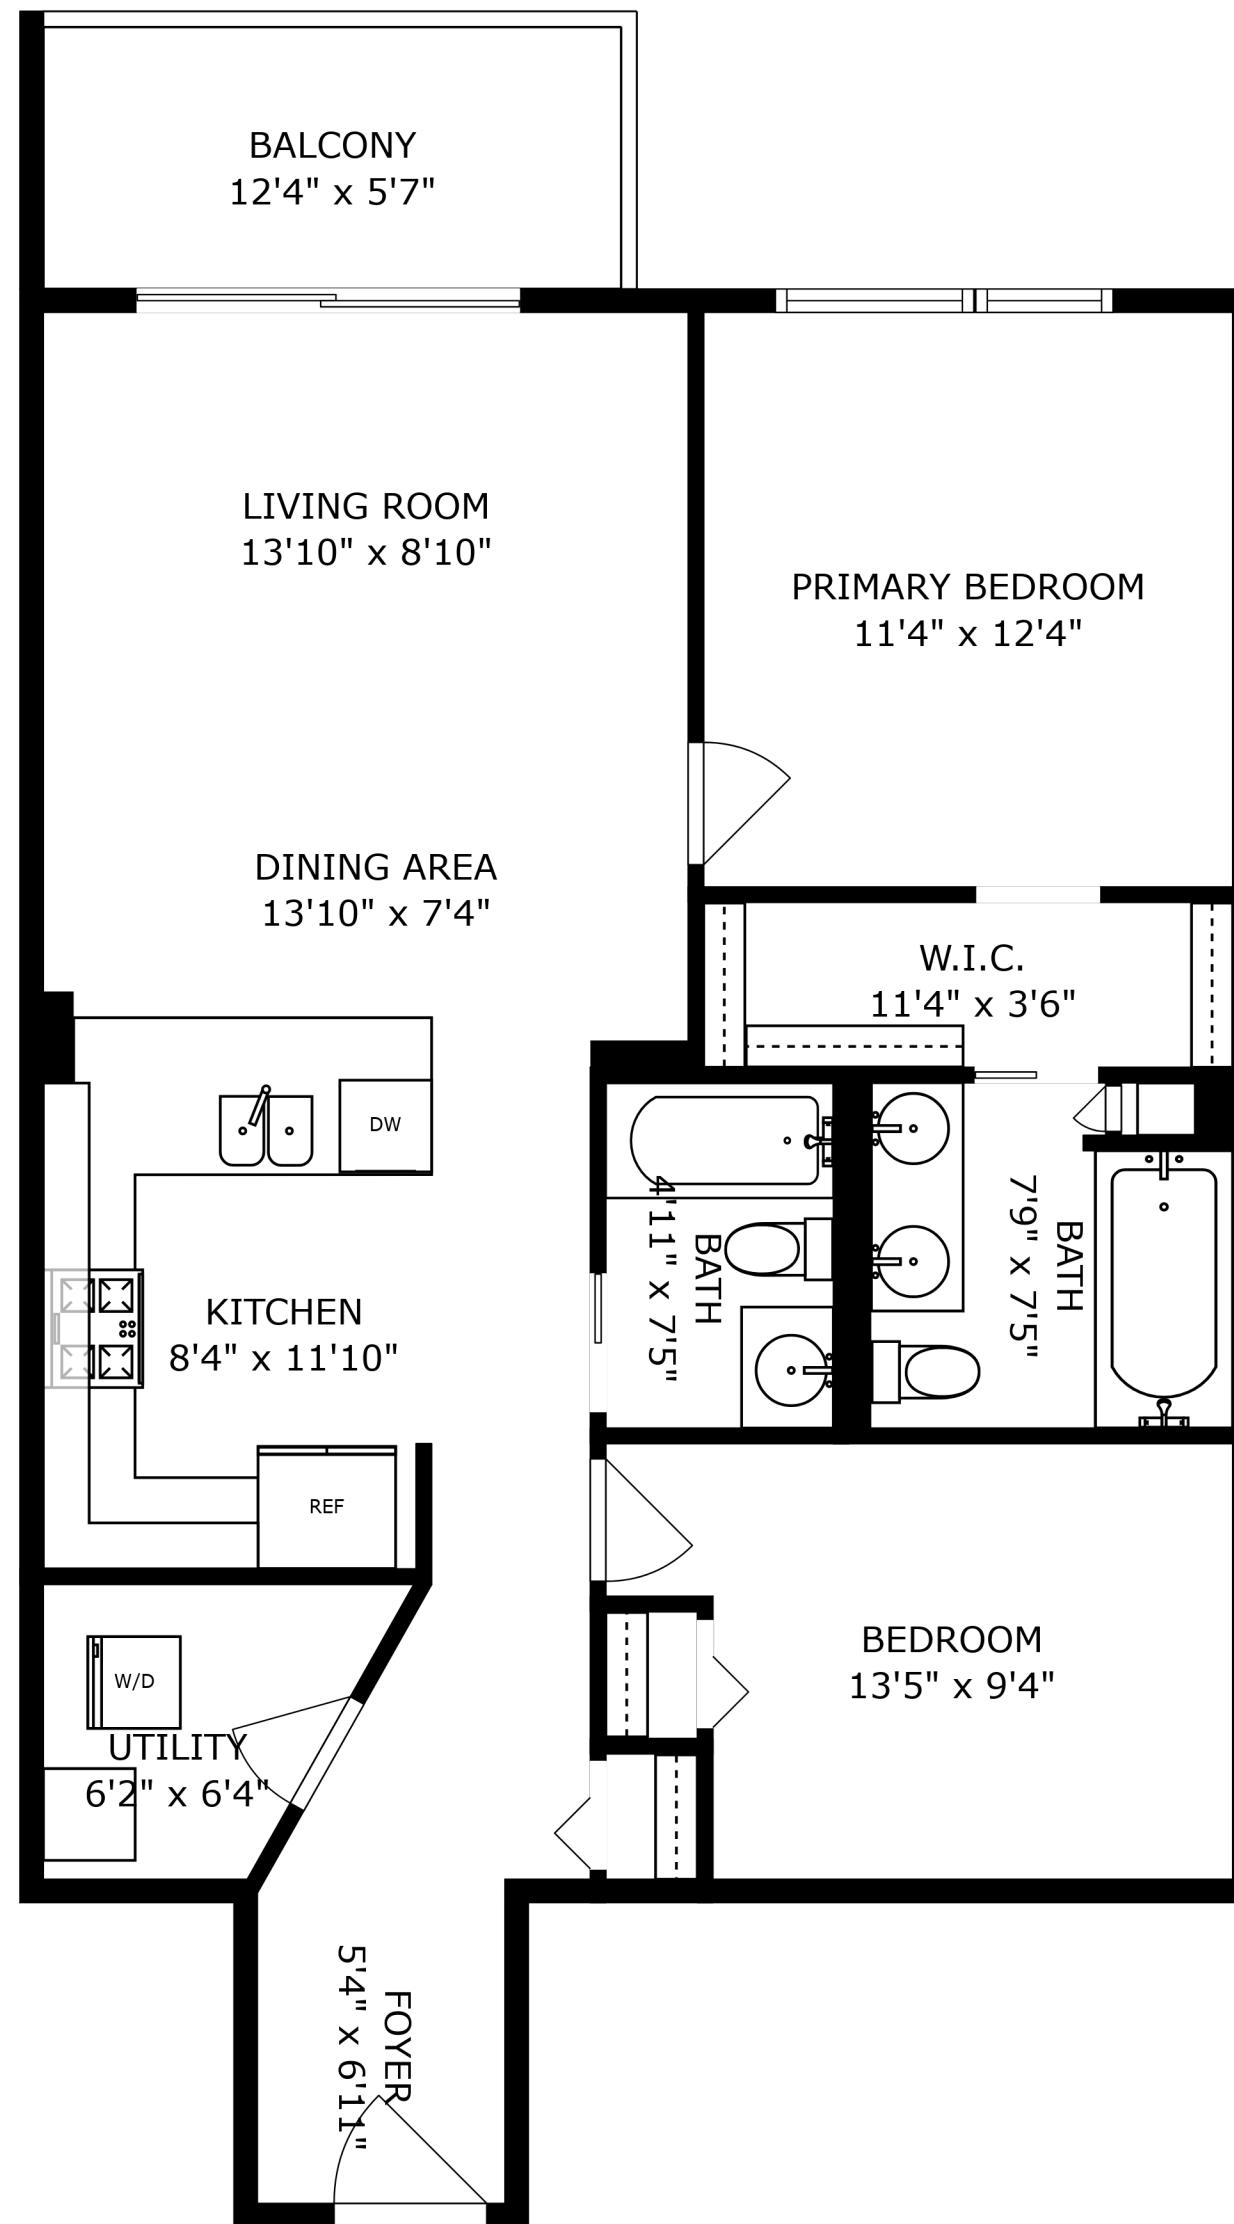 BALCONY
12'4" x 5'7"
LIVING ROOM
13'10" x 8'10"
PRIMARY BEDROOM
11'4" x 12'4"
DINING AREA
13'10" x 7'4"
W.I.C.
11'4" x 3'6"
DW
BATH
4'11" x 7'5"
BATH
7'9" x 7'5"
KITCHEN
8'4" x 11'10"
REF
BEDROOM
13'5" x 9'4"
W/D
UTILITY
6'2" x 6'4"
FOYER
5'4" x 6'11"